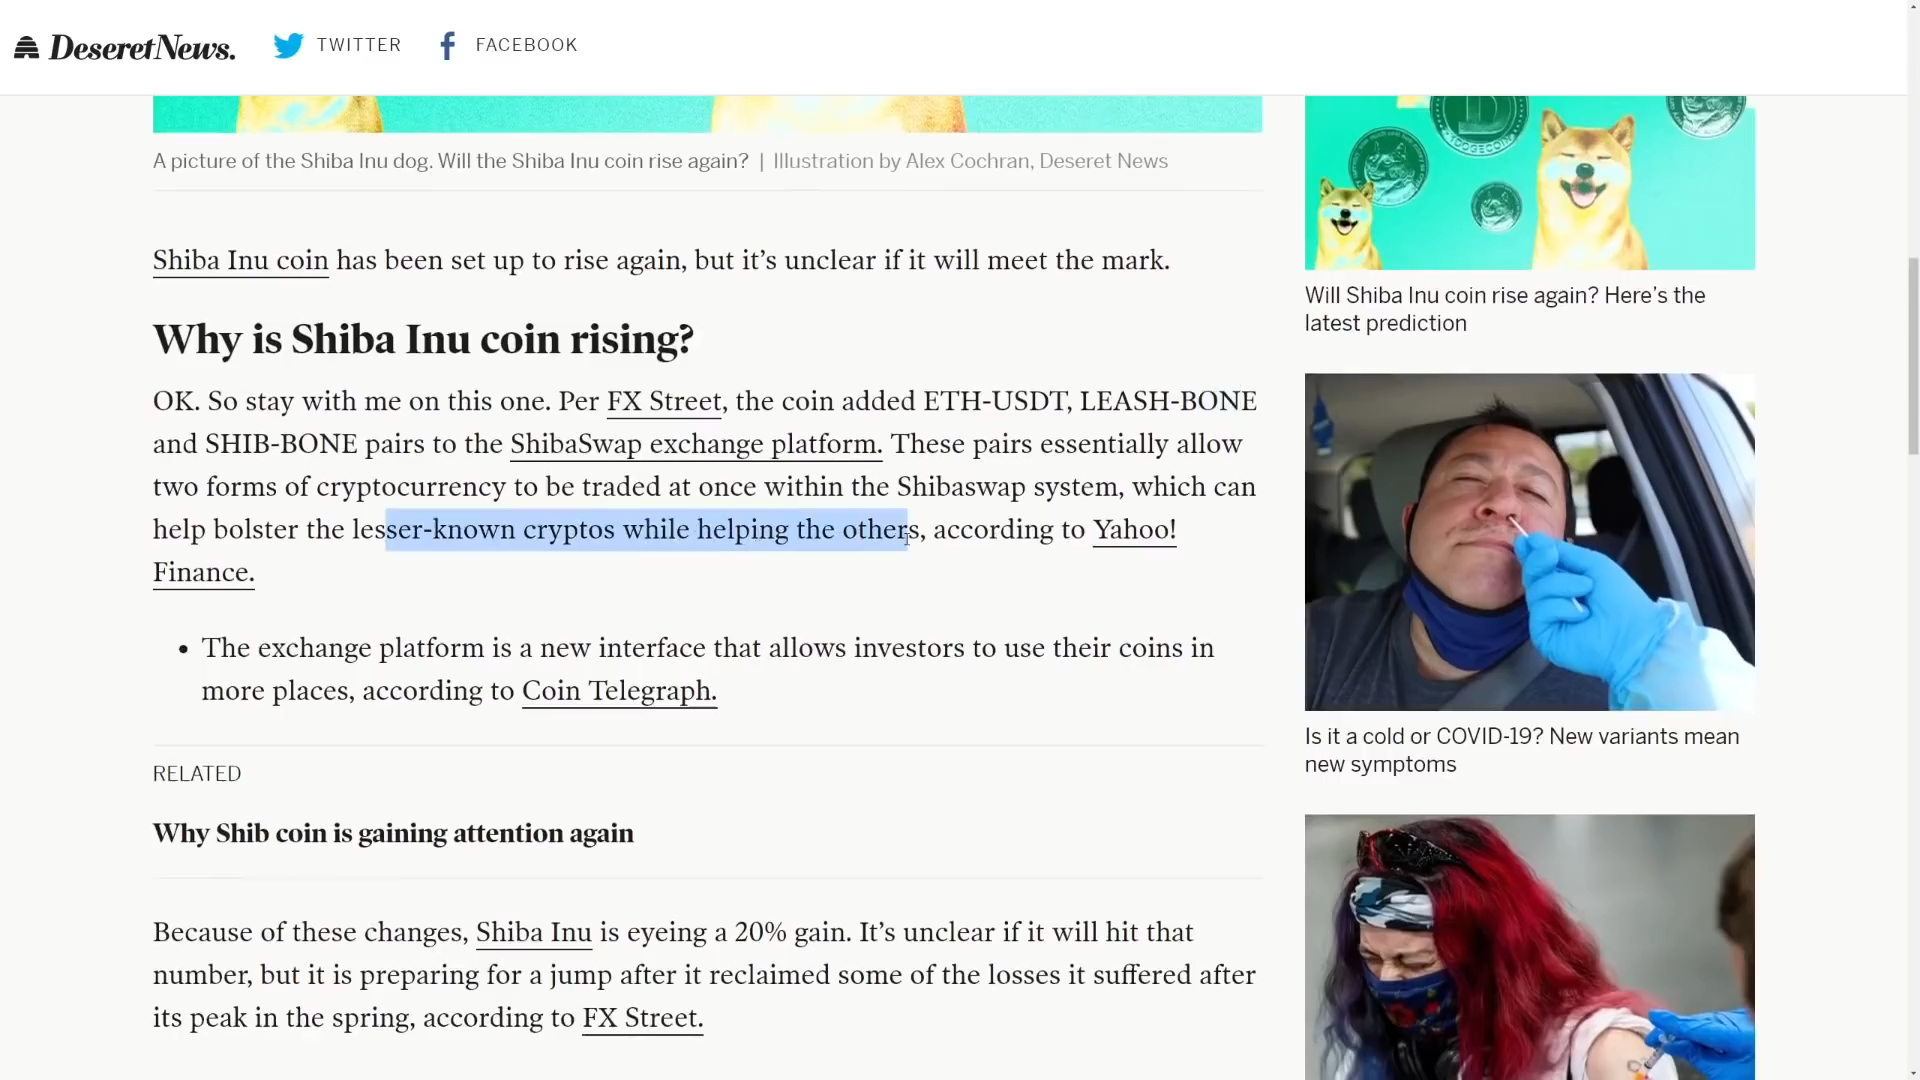 DeseretNews.
TWITTER
FACEBOOK
A picture of the Shiba Inu dog. Will the Shiba Inu coin rise again? | Illustration by Alex Cochran, Deseret News
Shiba Inu coin has been set up to rise again, but it’s unclear if it will meet the mark.
Why is Shiba Inu coin rising?
OK. So stay with me on this one. Per FX Street, the coin added ETH-USDT, LEASH-BONE
and SHIB-BONE pairs to the ShibaSwap exchange platform. These pairs essentially allow
two forms of cryptocurrency to be traded at once within the Shibaswap system, which can
help bolster the lesser-known cryptos while helping the others, according to Yahoo!
Finance.
• The exchange platform is a new interface that allows investors to use their coins in
more places, according to Coin Telegraph.
RELATED
Why Shib coin is gaining attention again
Because of these changes, Shiba Inu is eyeing a 20% gain. It’s unclear if it will hit that
number, but it is preparing for a jump after it reclaimed some of the losses it suffered after
its peak in the spring, according to FX Street.
DOGECOIN
Will Shiba Inu coin rise again? Here’s the
latest prediction
Is it a cold or COVID-19? New variants mean
new symptoms